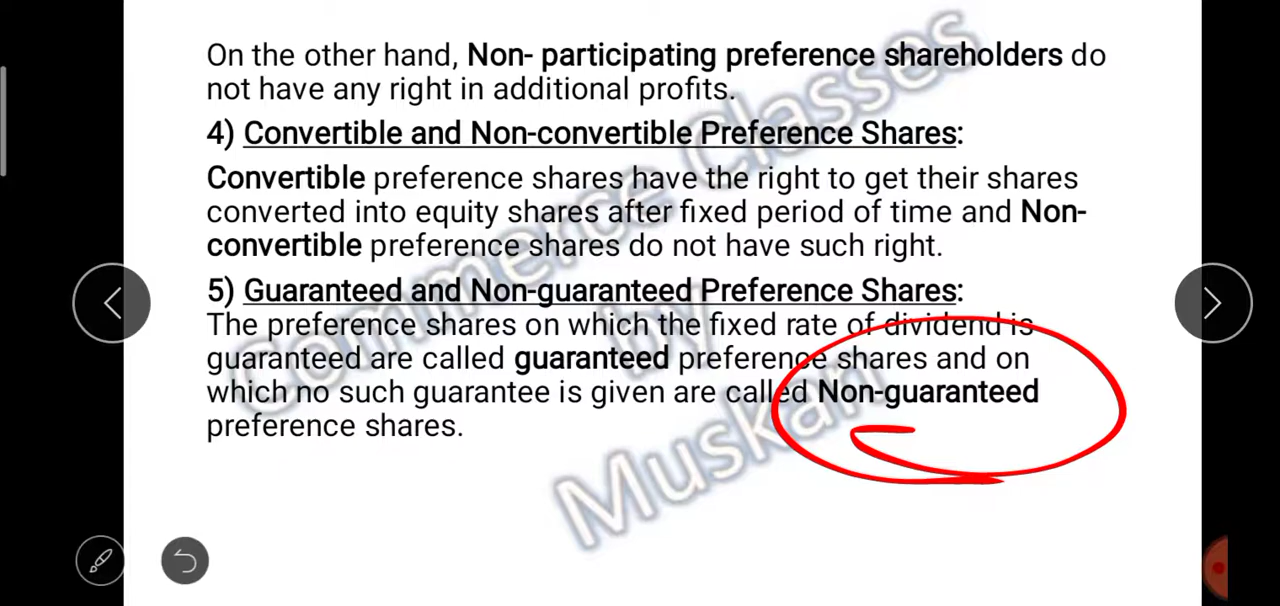 On the other hand, Non- participating preference shareholders do
not have any right in additional profits.
4) Convertible and Non-convertible Preference Shares:
Convertible preference shares have the right to get their shares
converted into equity shares after fixed period of time and Non-
convertible preference shares do not have such right.
5) Guaranteed and Non-guaranteed Preference Shares:
The preference shares on which the fixed rate of dividend is
guaranteed are called guaranteed preference shares and on
which no such guarantee is given are called Non-guaranteed
preference shares.
Commerce Classes
by
Muskan